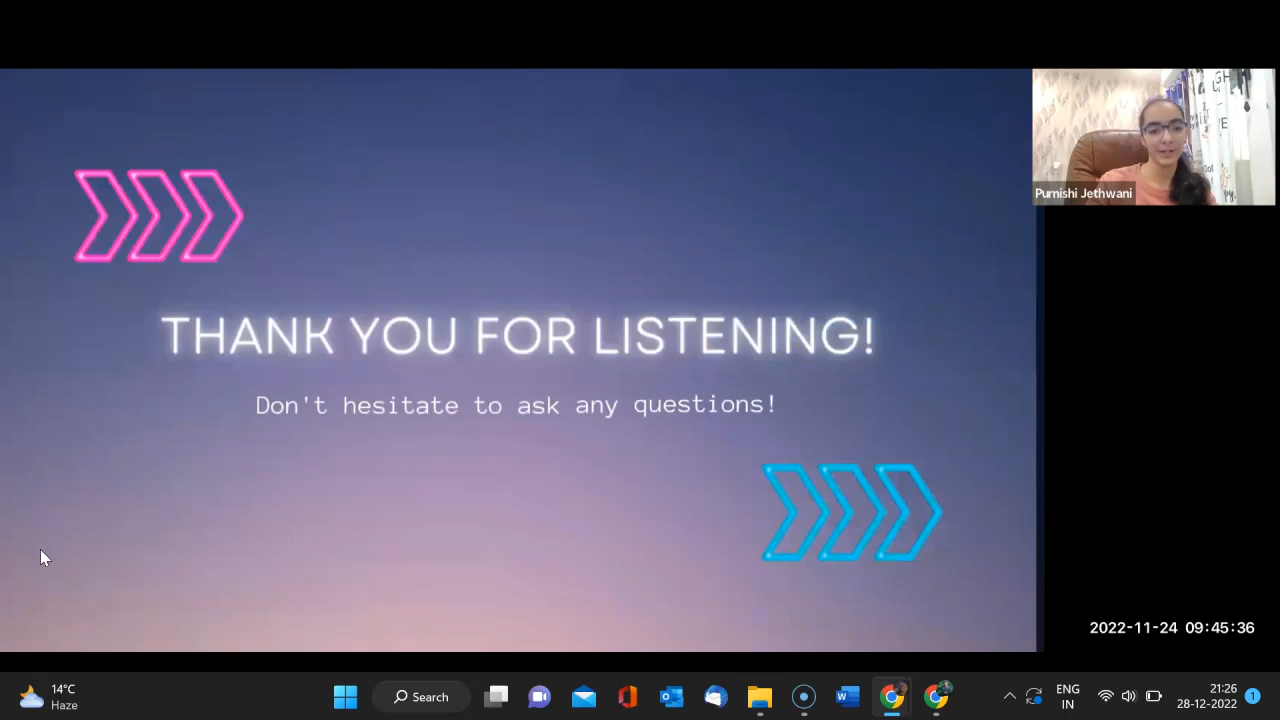 Purnishi Jethwani
THANK YOU FOR LISTENING!
Don't hesitate to ask any questions!
2022-11-24 09:45:36
14°C
Haze
Search
ENG
IN
21:26
28-12-2022
1